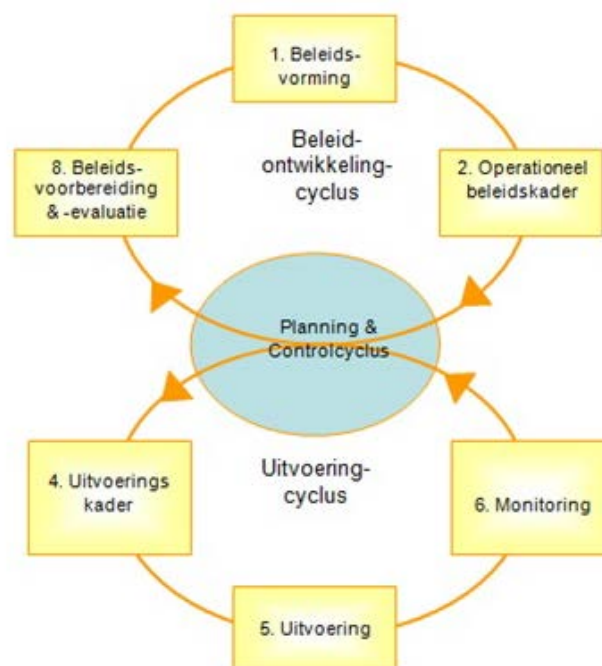 1. Beleids-
vorming
Beleid-
ontwikkeling-
cyclus
8. Beleids-
voorbereiding
& -evaluatie
2. Operationeel
beleidskader
Planning &
Controlcyclus
4. Uitvoerings
kader
Uitvoering-
cyclus
6. Monitoring
5. Uitvoering